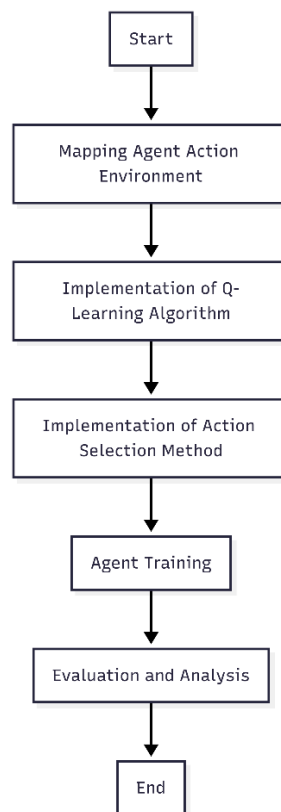 Start
Mapping Agent Action
Environment
Implementation of Q-
Learning Algorithm
Implementation of Action
Selection Method
Agent Training
Evaluation and Analysis
End